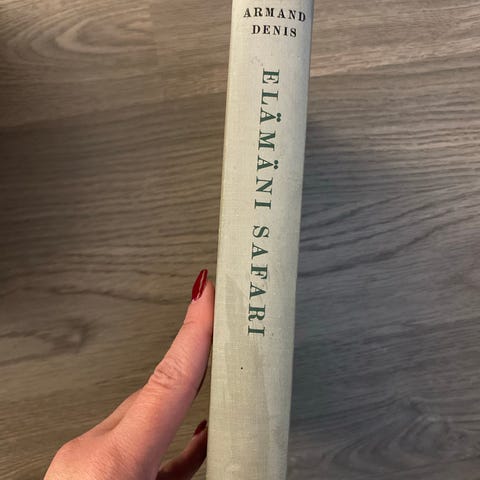 ARMAND
DENIS
ELÄMÄNI SAFARI